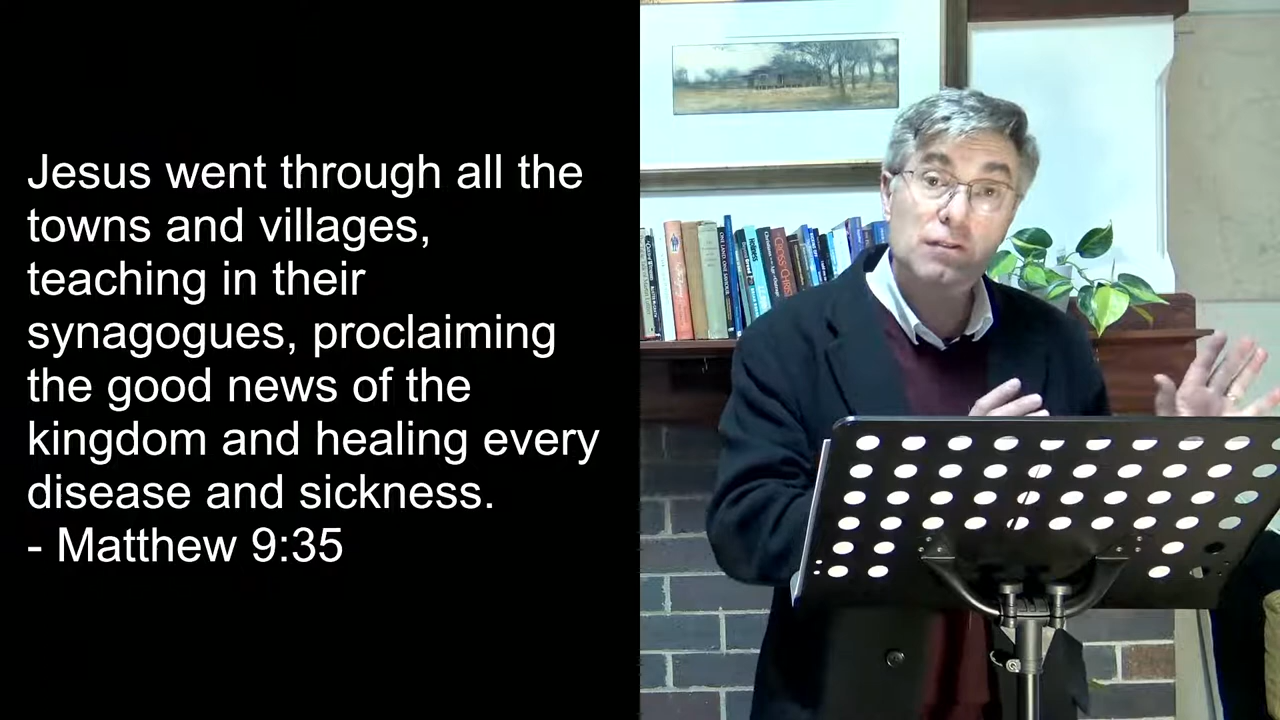 Jesus went through all the
towns and villages,
teaching in their
synagogues, proclaiming
the good news of the
kingdom and healing every
disease and sickness.
- Matthew 9:35